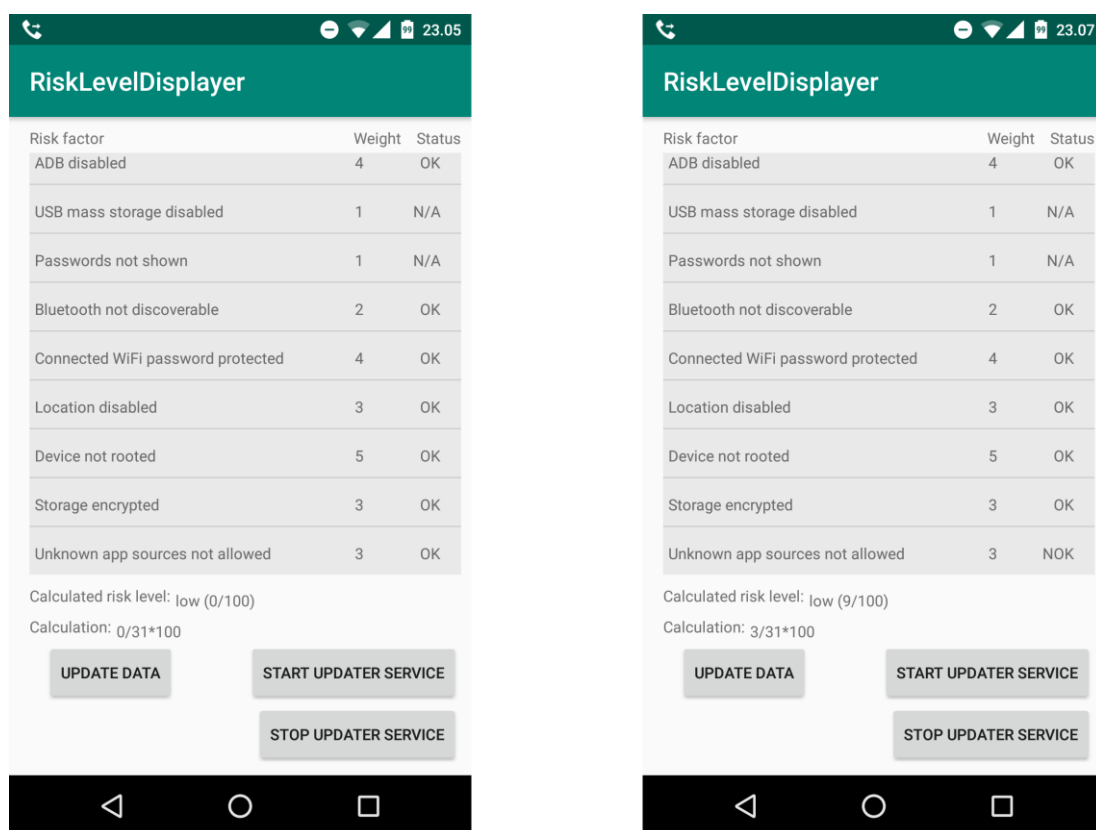 99 23.05
RiskLevelDisplayer
Risk factor Weight Status
ADB disabled 4 OK
USB mass storage disabled 1 N/A
Passwords not shown 1 N/A
Bluetooth not discoverable 2 OK
Connected WiFi password protected 4 OK
Location disabled 3 OK
Device not rooted 5 OK
Storage encrypted 3 OK
Unknown app sources not allowed 3 OK
Calculated risk level: low (0/100)
Calculation: 0/31*100
UPDATE DATA START UPDATER SERVICE
STOP UPDATER SERVICE
99 23.07
RiskLevelDisplayer
Risk factor Weight Status
ADB disabled 4 OK
USB mass storage disabled 1 N/A
Passwords not shown 1 N/A
Bluetooth not discoverable 2 OK
Connected WiFi password protected 4 OK
Location disabled 3 OK
Device not rooted 5 OK
Storage encrypted 3 OK
Unknown app sources not allowed 3 NOK
Calculated risk level: low (9/100)
Calculation: 3/31*100
UPDATE DATA START UPDATER SERVICE
STOP UPDATER SERVICE